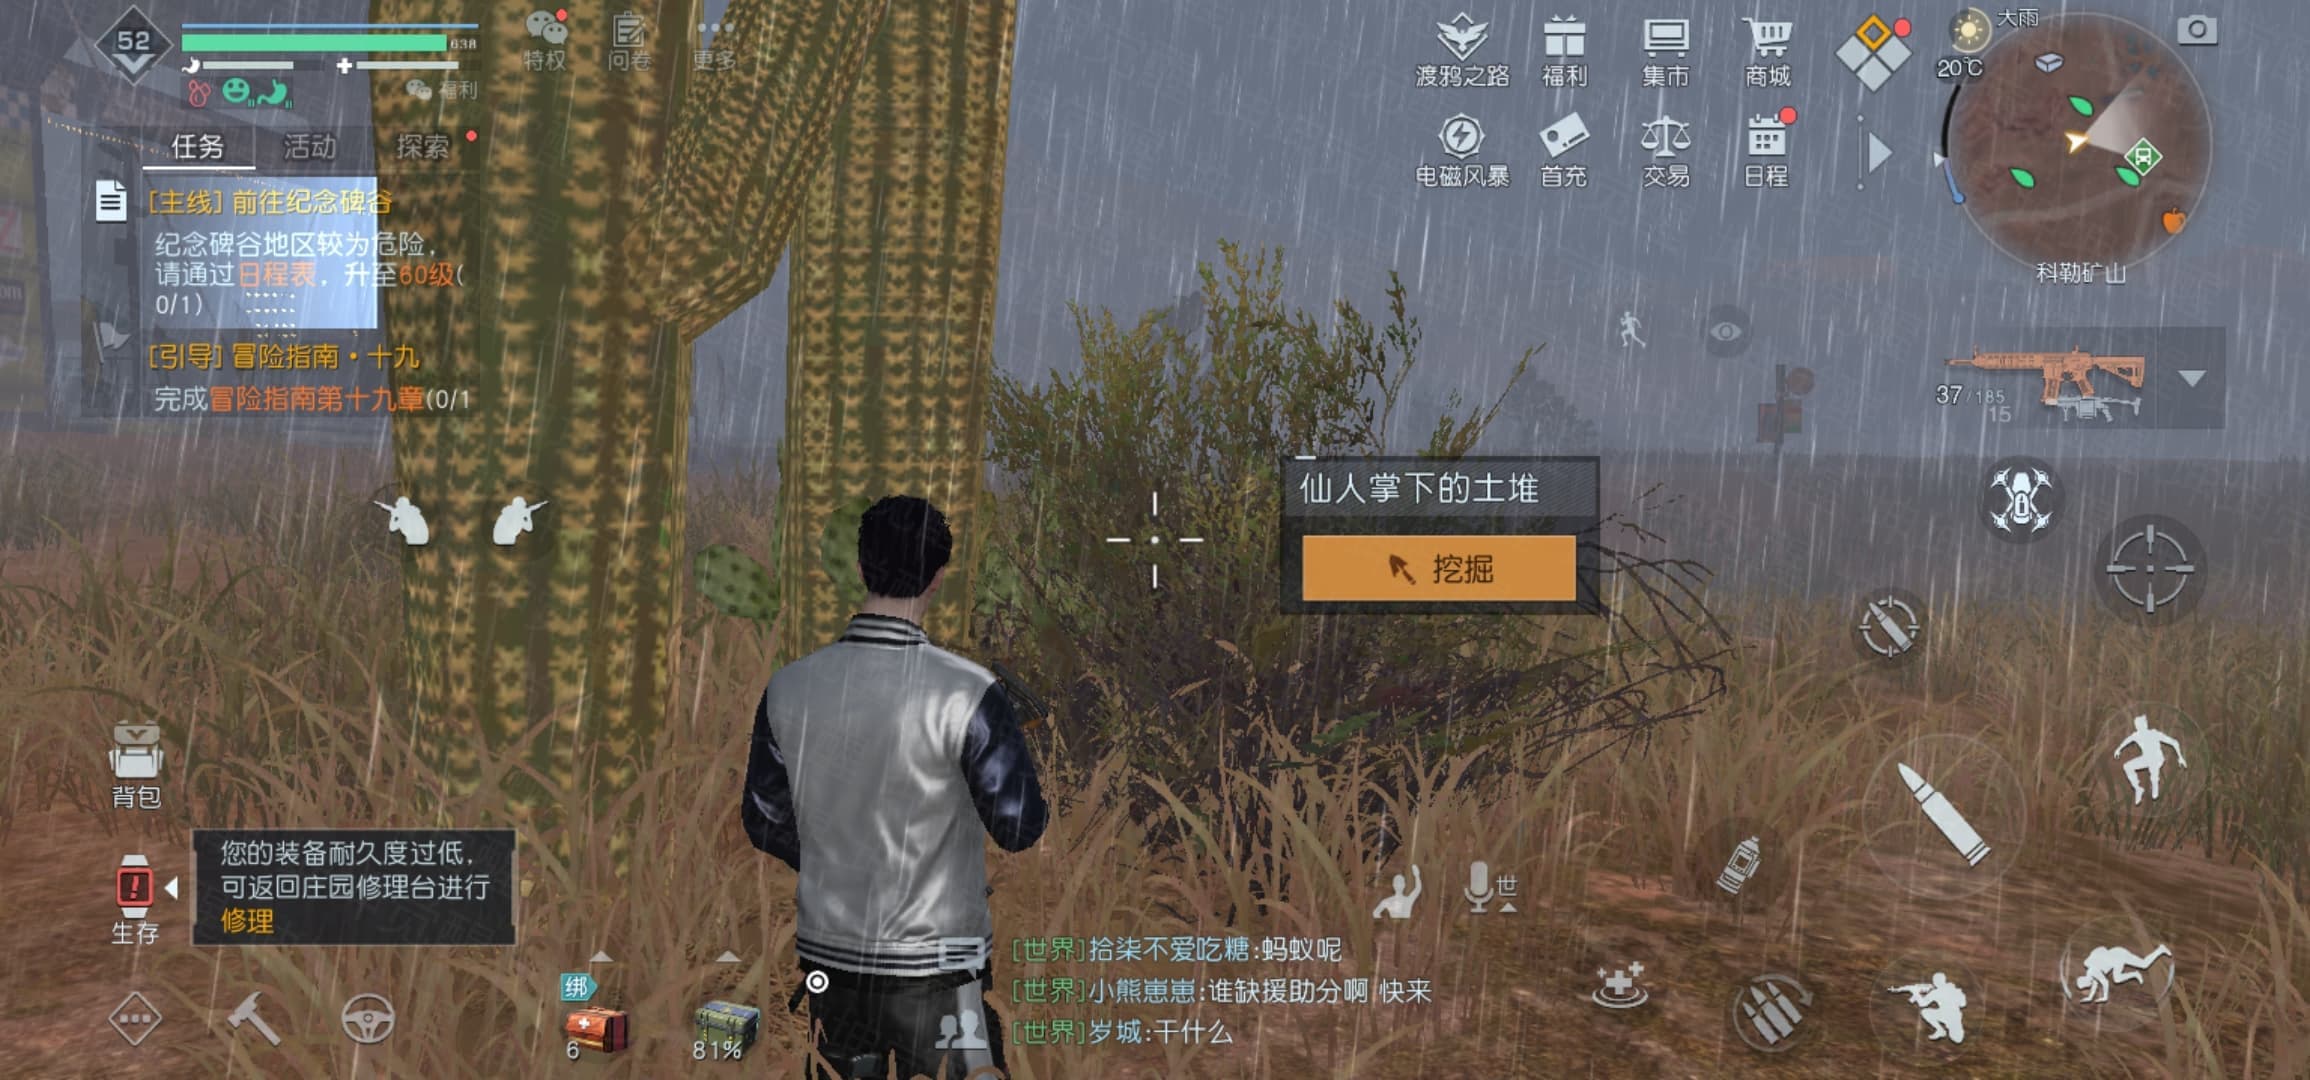 52
638
特权
问卷
更多
福利
任务
活动
探索
[主线] 前往纪念碑谷
纪念碑谷地区较为危险，
请通过日程表，升至60级(
0/1)
[引导] 冒险指南·十九
完成冒险指南第十九章(0/1
渡鸦之路
福利
集市
商城
电磁风暴
首充
交易
日程
大雨
20℃
科勒矿山
37/185
15
仙人掌下的土堆
挖掘
背包
您的装备耐久度过低，
可返回庄园修理台进行
修理
生存
绑
6
81%
世
[世界]拾柒不爱吃糖:蚂蚁呢
[世界]小熊崽崽:谁缺援助分啊 快来
[世界]岁城:干什么